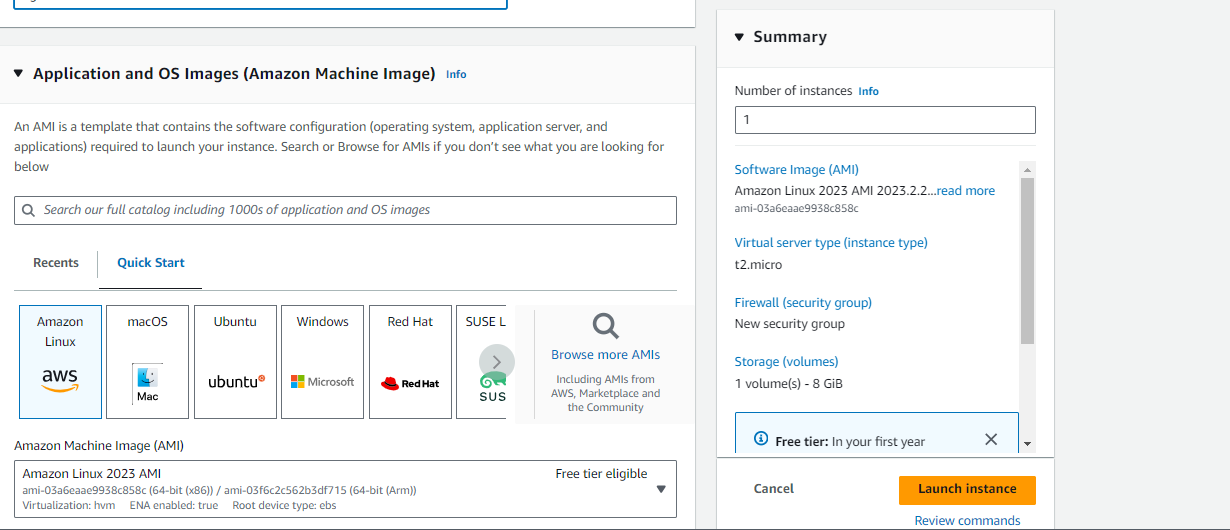 Application and OS Images (Amazon Machine Image) Info
An AMI is a template that contains the software configuration (operating system, application server, and
applications) required to launch your instance. Search or Browse for AMIs if you don't see what you are looking for
below
Search our full catalog including 1000s of application and OS images
Recents
Quick Start
Amazon
Linux
aws
macOS
Mac
Ubuntu
ubuntu
Windows
Microsoft
Red Hat
Red Hat
SUSE L
SUS
Browse more AMIs
Including AMIs from
AWS, Marketplace and
the Community
Amazon Machine Image (AMI)
Amazon Linux 2023 AMI
Free tier eligible
ami-03a6eaae9938c858c (64-bit (x86)) / ami-03f6c2c562b3df715 (64-bit (Arm))
Virtualization: hvm ENA enabled: true Root device type: ebs
Summary
Number of instances Info
1
Software Image (AMI)
Amazon Linux 2023 AMI 2023.2.2...read more
ami-03a6eaae9938c858c
Virtual server type (instance type)
t2.micro
Firewall (security group)
New security group
Storage (volumes)
1 volume(s) - 8 GiB
Free tier: In your first year
Cancel
Launch instance
Review commands